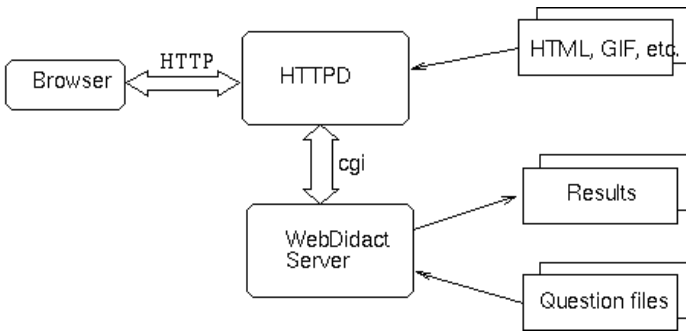 HTML, GIF, etc.
HTTP
Browser
HTTPD
cgi
Results
WebDidact
Server
Question files